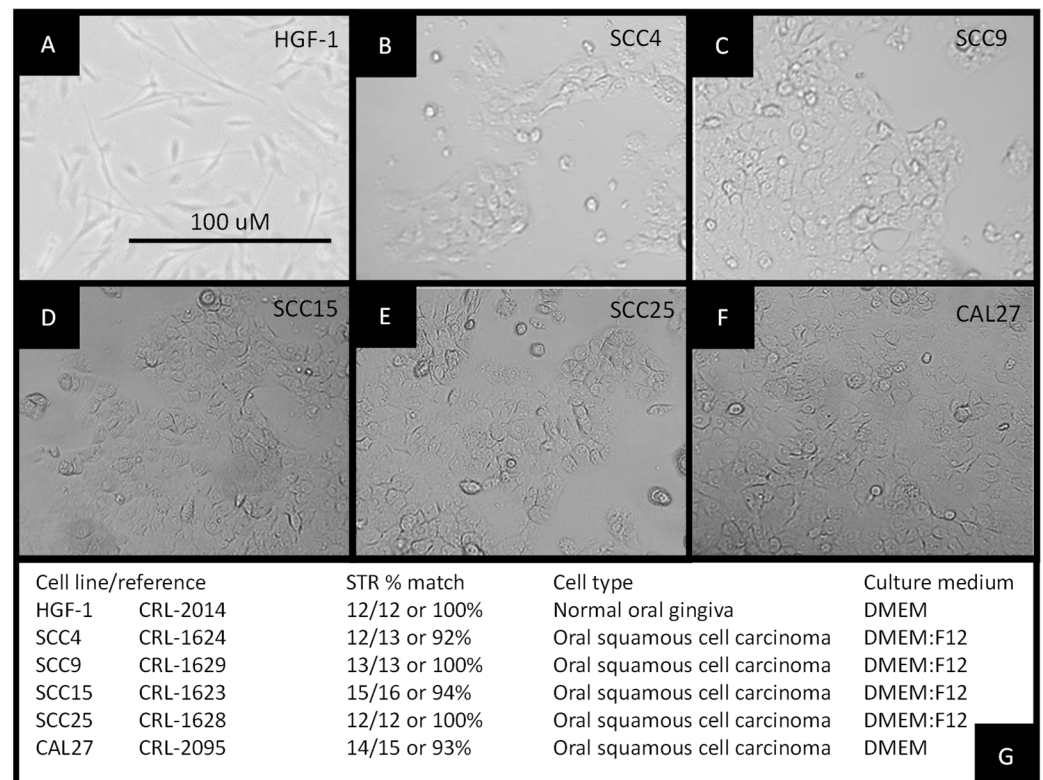 A
HGF-1
B
SCC4
C
SCC9
100 uM
D
SCC15
E
SCC25
F
CAL27
Cell line/reference STR % match Cell type Culture medium
HGF-1 CRL-2014 12/12 or 100% Normal oral gingiva DMEM
SCC4 CRL-1624 12/13 or 92% Oral squamous cell carcinoma DMEM:F12
SCC9 CRL-1629 13/13 or 100% Oral squamous cell carcinoma DMEM:F12
SCC15 CRL-1623 15/16 or 94% Oral squamous cell carcinoma DMEM:F12
SCC25 CRL-1628 12/12 or 100% Oral squamous cell carcinoma DMEM:F12
CAL27 CRL-2095 14/15 or 93% Oral squamous cell carcinoma DMEM
G